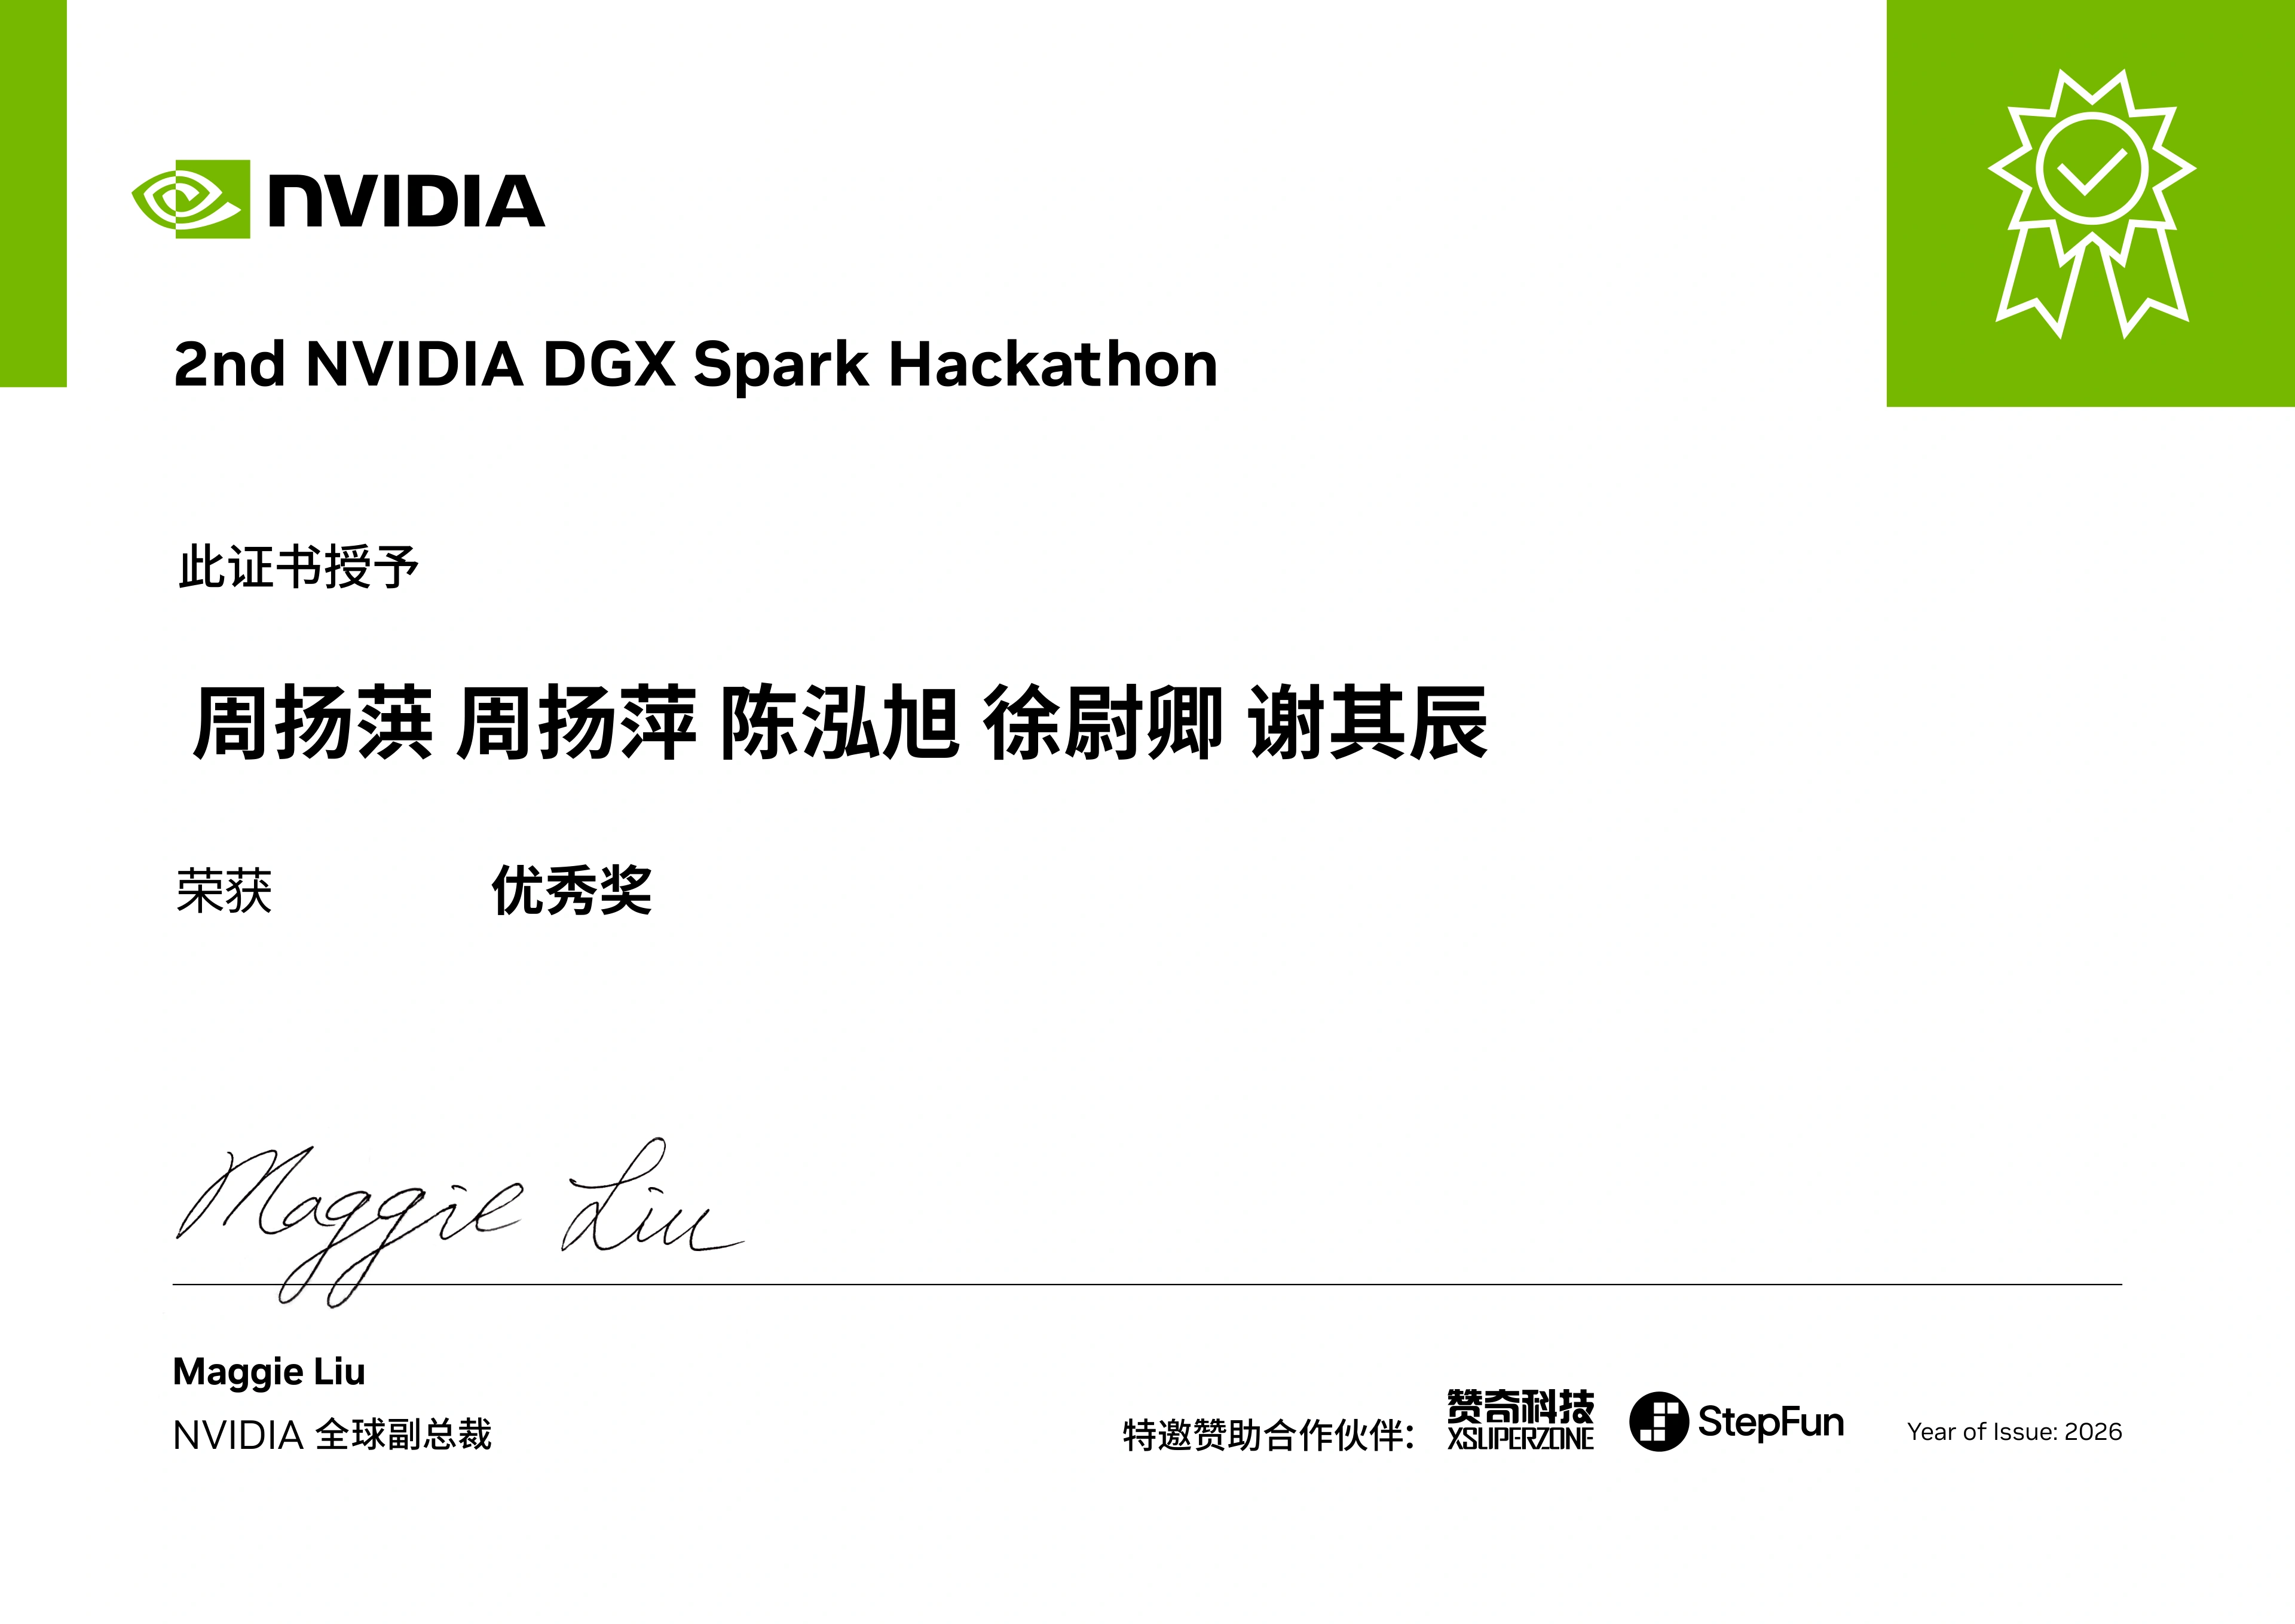 NVIDIA
2nd NVIDIA DGX Spark Hackathon
此证书授予
周扬蕻 周扬萍 陈泓旭 徐尉卿 谢其辰
荣获 优秀奖
Maggie Liu
Maggie Liu
NVIDIA 全球副总裁
特邀赞助合作伙伴: 赞奇科技 XSUPERZONE StepFun Year of Issue: 2026